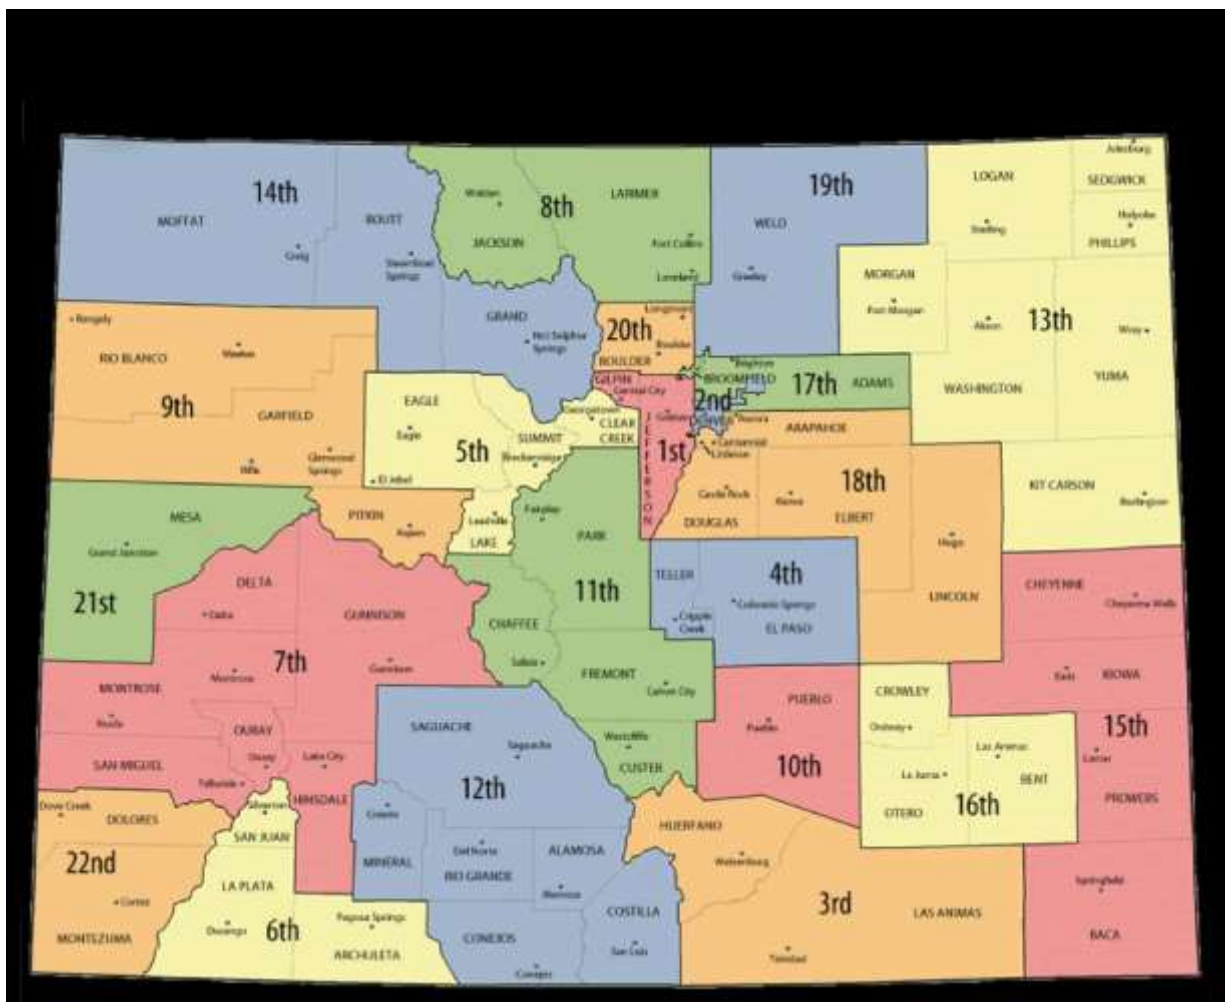 14th
MOFFAT
Craig
ROUTT
Steamboat
Springs
8th
Walden
JACKSON
LARIMER
Fort Collins
Loveland
19th
WELD
Greeley
LOGAN
Sterling
Julesburg
SEDGWICK
Holyoke
PHILLIPS
MORGAN
Fort Morgan
13th
Akron
WASHINGTON
Wray
YUMA
KIT CARSON
Burlington
Rangely
RIO BLANCO
Meeker
9th
GARFIELD
Rifle
Glenwood
Springs
PITKIN
Aspen
GRAND
Hot Sulphur
Springs
20th
Longmont
Boulder
BOULDER
GILPIN
Central City
BROOMFIELD
Brighton
17th
ADAMS
2nd
Aurora
EAGLE
Eagle
El Jebel
5th
SUMMIT
Breckenridge
Georgetown
CLEAR
CREEK
Leadville
LAKE
1st
JEFFERSON
Golden
ARAPAHOE
Centennial
Littleton
18th
Castle Rock
DOUGLAS
Kiowa
ELBERT
Hugo
LINCOLN
MESA
Grand Junction
21st
DELTA
Delta
GUNNISON
Gunnison
7th
MONTROSE
Montrose
OURAY
Ouray
SAN MIGUEL
Telluride
Lake City
HINSDALE
Fairplay
PARK
11th
CHAFFEE
Salida
FREMONT
Canon City
Westcliffe
CUSTER
TELLER
Cripple
Creek
4th
Colorado Springs
EL PASO
CHEYENNE
Cheyenne Wells
Eads
KIOWA
15th
Lamar
PROWERS
Springfield
BACA
PUEBLO
Pueblo
10th
CROWLEY
Ordway
Las Animas
La Junta
BENT
OTERO
16th
SAGUACHE
Saguache
12th
Creede
MINERAL
Del Norte
RIO GRANDE
ALAMOSA
Alamosa
CONEJOS
Conejos
COSTILLA
San Luis
HUERFANO
Walsenburg
3rd
LAS ANIMAS
Trinidad
Dove Creek
DOLORES
22nd
Cortez
MONTEZUMA
Silverton
SAN JUAN
LA PLATA
Durango
6th
Pagosa Springs
ARCHULETA